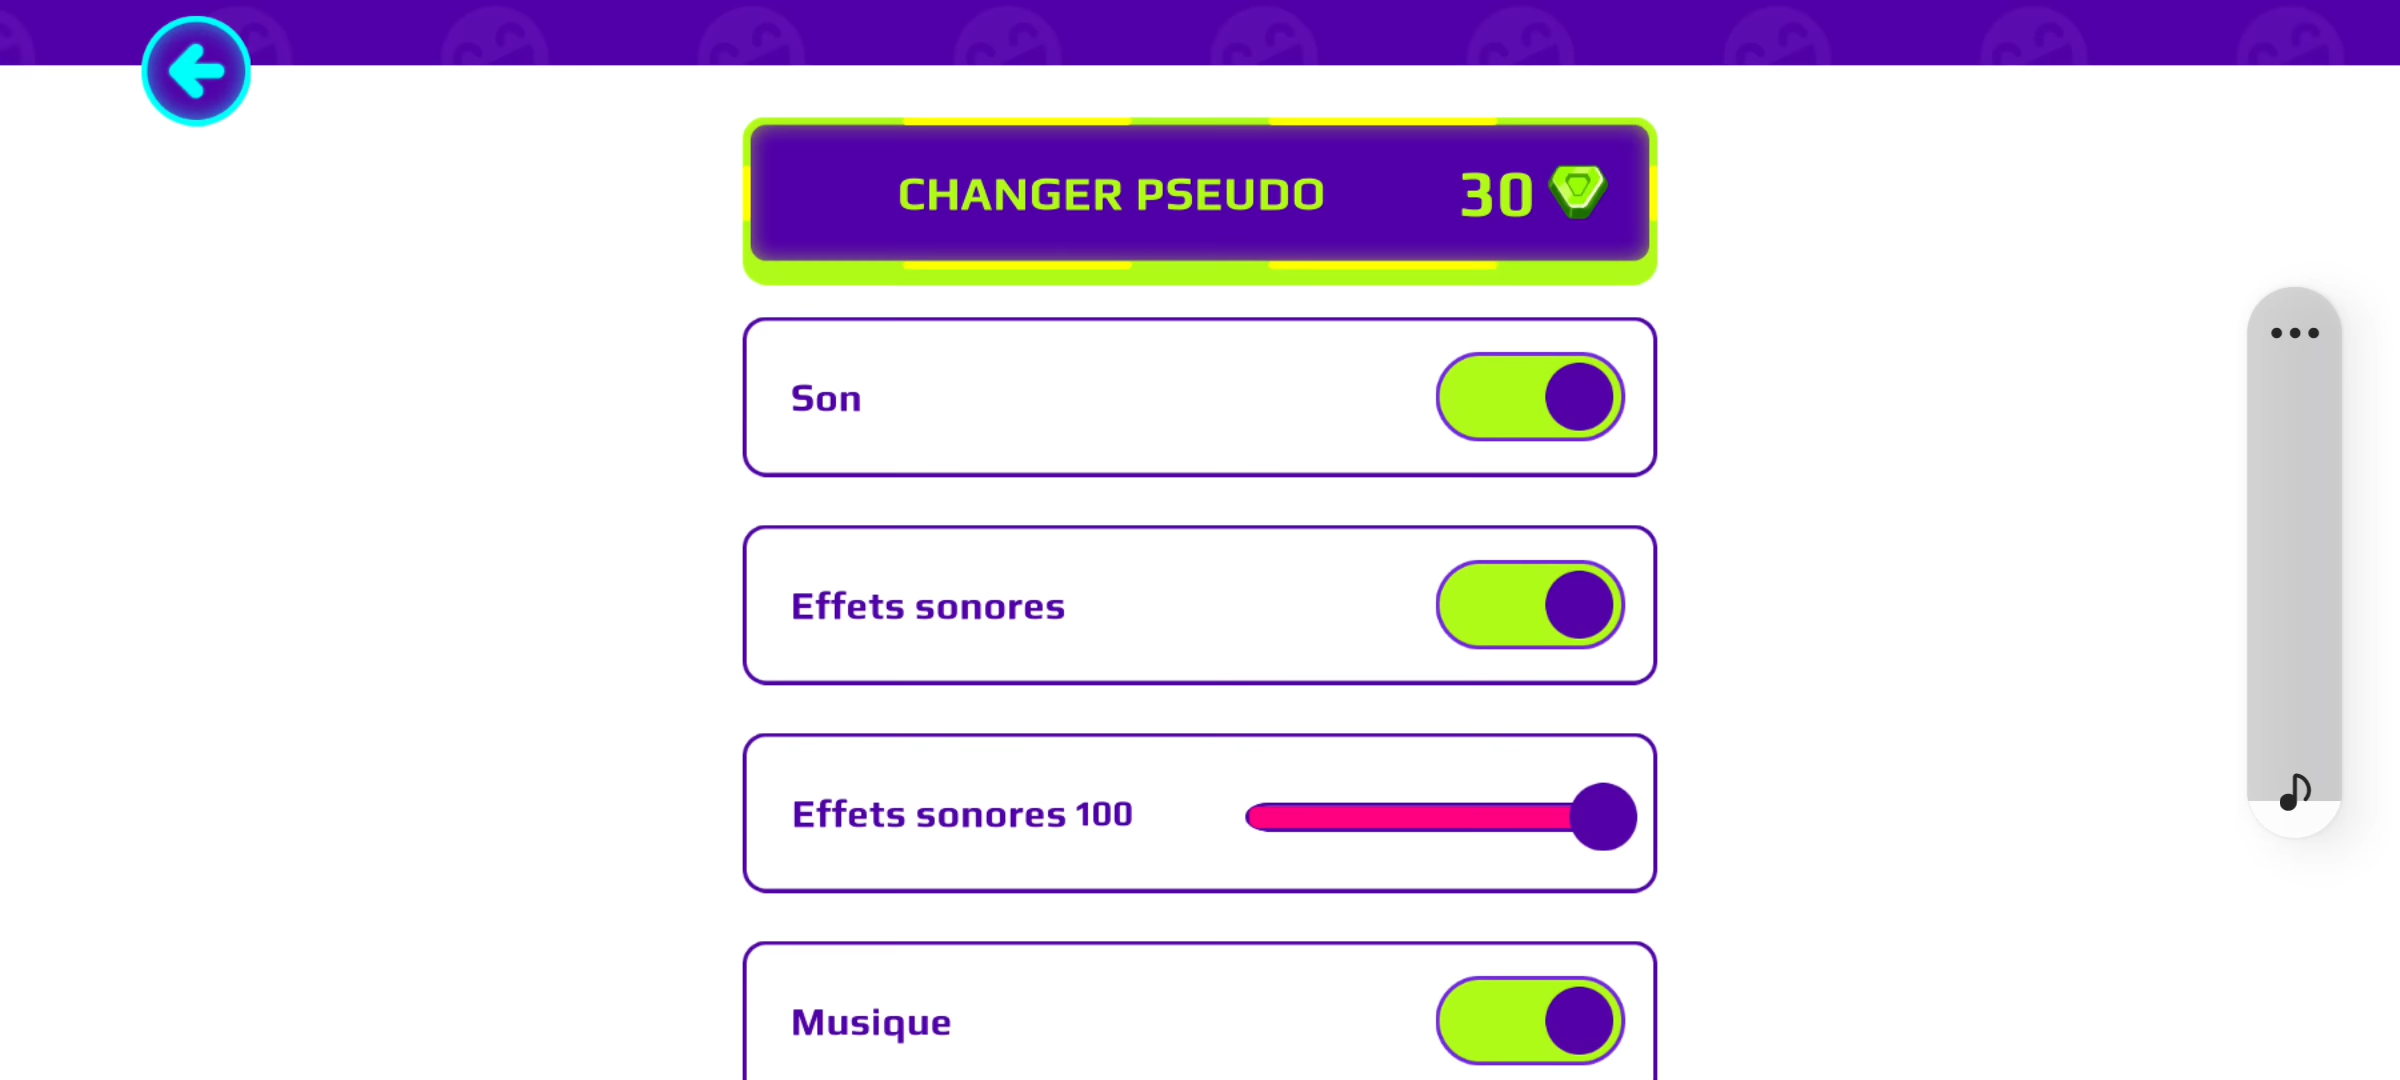 CHANGER PSEUDO 30
Son
Effets sonores
Effets sonores 100
Musique